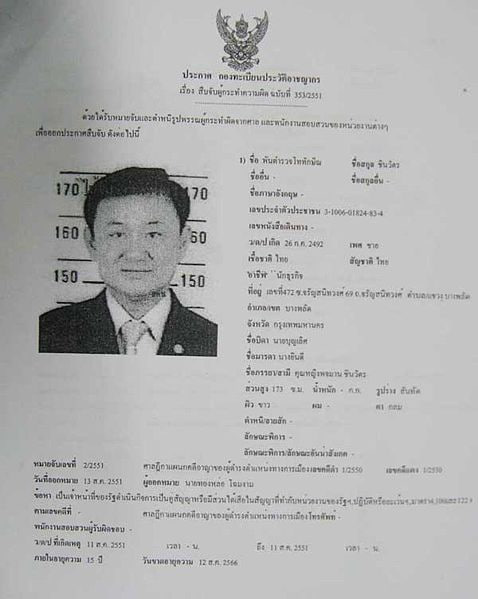 ประกาศ กองทะเบียนประวัติอาชญากร
เรื่อง สืบจับผู้กระทำความผิด ฉบับที่ 353/2551
ด้วยได้รับหมายจับและตำหนิรูปพรรณผู้กระทำผิดจากศาล และพนักงานสอบสวนของหน่วยงานต่างๆ
เพื่อออกประกาศสืบจับ ดังต่อไปนี้
170 170
160 60
150 150
1) ชื่อ พันตำรวจโททักษิณ ชื่อสกุล ชินวัตร
ชื่ออื่น - ชื่อสกุลอื่น -
ชื่อภาษาอังกฤษ -
เลขประจำตัวประชาชน 3-1006-01824-83-4
เลขหนังสือเดินทาง -
ว/ด/ป เกิด 26 ก.ค. 2492 เพศ ชาย
เชื้อชาติ ไทย สัญชาติ ไทย
อาชีพ นักธุรกิจ
ที่อยู่ เลขที่472 ซ.จรัญสนิทวงศ์ 69 ถ.จรัญสนิทวงศ์ ตำบล/แขวง บางพลัด
อำเภอ/เขต บางพลัด
จังหวัด กรุงเทพมหานคร
ชื่อบิดา นายบุญเลิศ
ชื่อมารดา นางยินดี
ชื่อภรรยา/สามี คุณหญิงพจมาน ชินวัตร
ส่วนสูง 173 ซ.ม. น้ำหนัก - ก.ก. รูปร่าง สันทัด
ผิว ขาว ผม - ตา กลม
ตำหนิ/ลายสัก -
ลักษณะพิการ -
ลักษณะพิการ/ลักษณะอันน่าสังเกต -
หมายจับเลขที่ 2/2551 ศาลฎีกาแผนกคดีอาญาของผู้ดำรงตำแหน่งทางการเมือง เลขคดีดำ 1/2550 เลขคดีแดง 1/2550
วันที่ออกหมาย 13 ส.ค. 2551 ผู้ออกหมาย นายทองหล่อ โฉมงาม
ข้อหา เป็นเจ้าหน้าที่ของรัฐดำเนินกิจการเป็นคู่สัญญาหรือมีส่วนได้เสียในสัญญาที่ทำกับหน่วยงานของรัฐฯ,ปฏิบัติหรือละเว้นฯ,มาตรา4,100และ122
ตามเลขคดีที่ - ศาลฎีกาแผนกคดีอาญาของผู้ดำรงตำแหน่งทางการเมือง โทรศัพท์ -
พนักงานสอบสวนผู้รับผิดชอบ -
ว/ด/ป ที่เกิดเหตุ 11 ส.ค. 2551 เวลา - น. ถึง 11 ส.ค. 2551 เวลา - น.
ภายในอายุความ 15 ปี วันขาดอายุความ 12 ส.ค. 2566